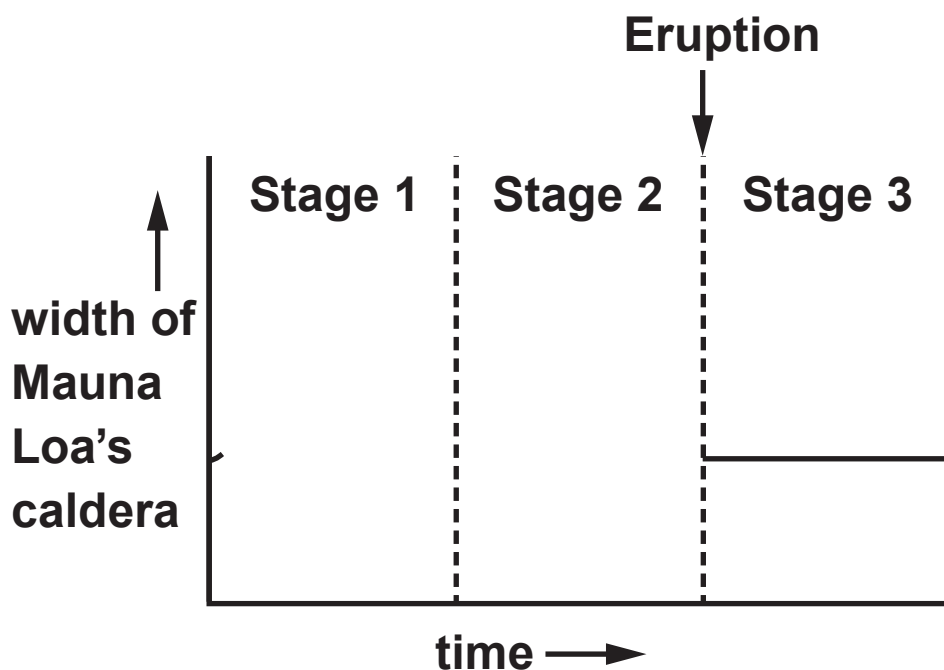 Eruption
Stage 1
Stage 2
Stage 3
width of
Mauna
Loa’s
caldera
time